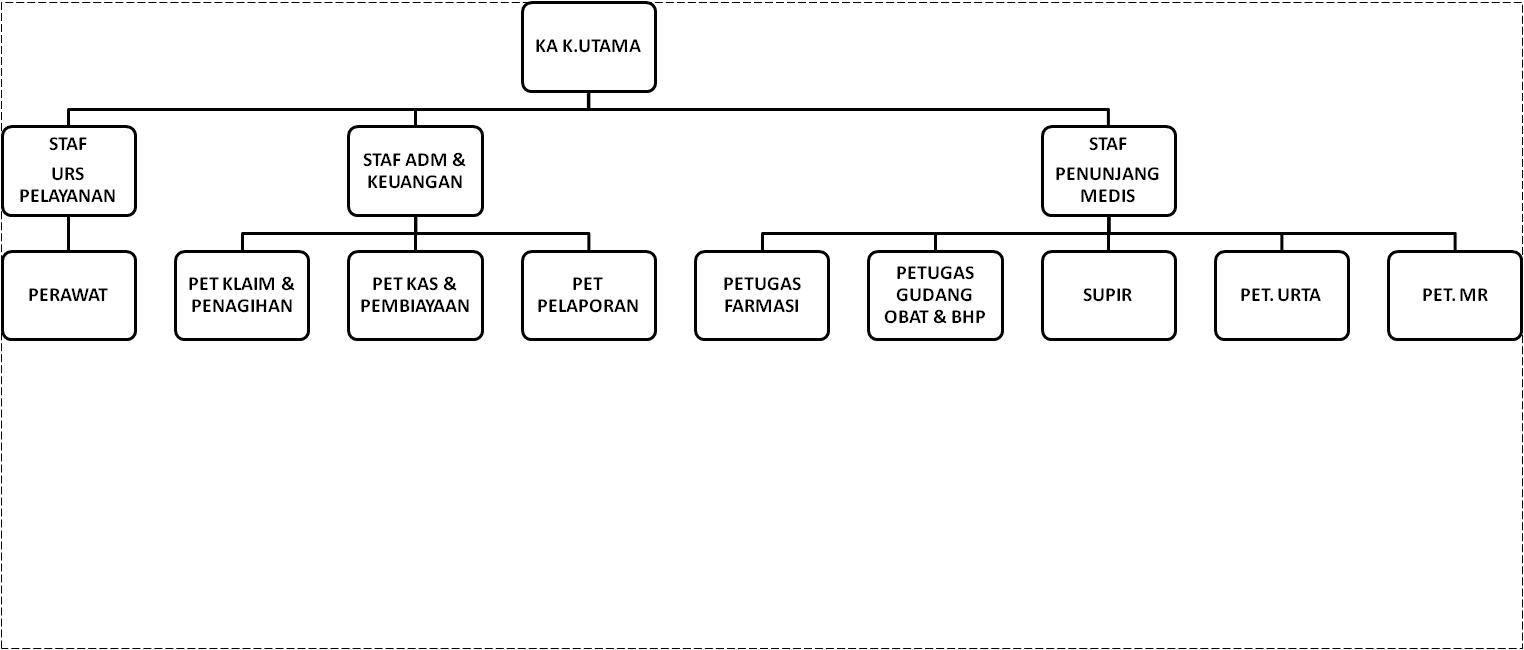 KA K.UTAMA
STAF
URS
PELAYANAN
STAF ADM &
KEUANGAN
STAF
PENUNJANG
MEDIS
PERAWAT
PET KLAIM &
PENAGIHAN
PET KAS &
PEMBIAYAAN
PET
PELAPORAN
PETUGAS
FARMASI
PETUGAS
GUDANG
OBAT & BHP
SUPIR
PET. URTA
PET. MR